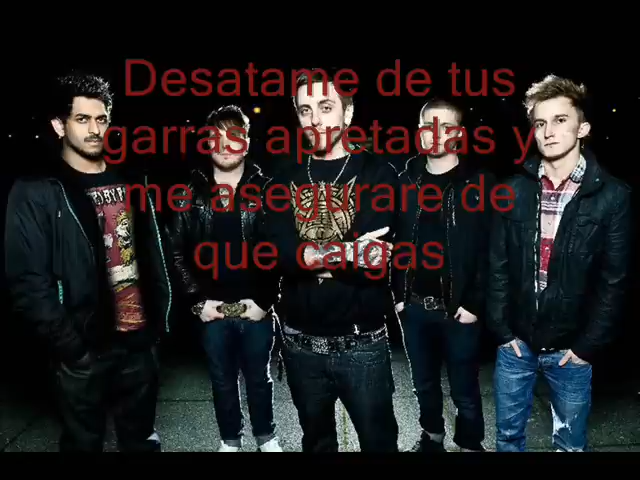 Desatame de tus
garras apretadas y
me asegurare de
que caigas